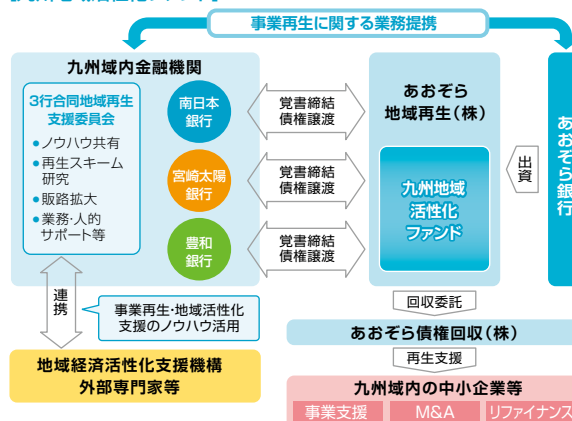 事業再生に関する業務提携
九州域内金融機関
3行合同地域再生
支援委員会
●ノウハウ共有
●再生スキーム
研究
●販路拡大
●業務・人的
サポート等
南日本
銀行
宮崎太陽
銀行
豊和
銀行
覚書締結
債権譲渡
覚書締結
債権譲渡
覚書締結
債権譲渡
あおぞら
地域再生(株)
九州地域
活性化
ファンド
出資
あおぞら銀行
連携
事業再生・地域活性化
支援のノウハウ活用
地域経済活性化支援機構
外部専門家等
回収委託
あおぞら債権回収(株)
再生支援
九州域内の中小企業等
事業支援
M&A
リファイナンス